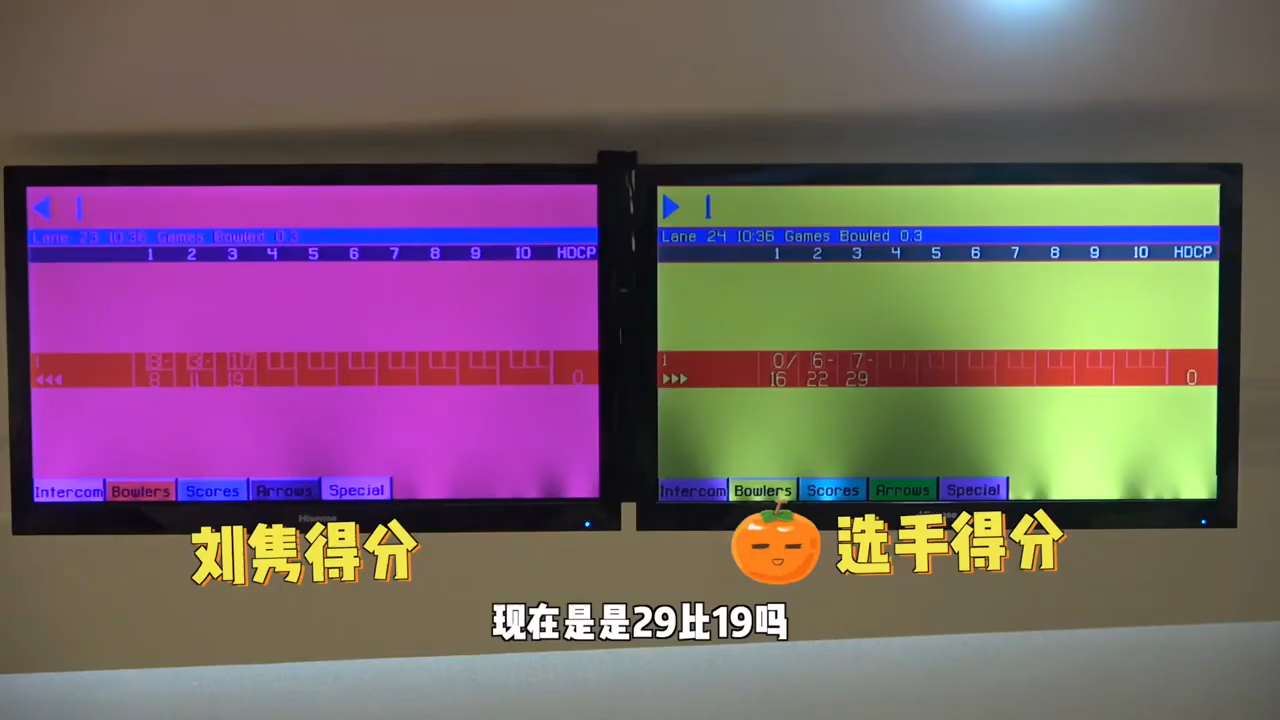 Lane 23 10:36 Games Bowled 0.3
1 2 3 4 5 6 7 8 9 10 HDCP
1 8- 3-
8 11 19 0
Intercom Bowlers Scores Arrows Special
Hisense
Lane 24 10:36 Games Bowled 0.3
1 2 3 4 5 6 7 8 9 10 HDCP
1 0/ 6- 7-
16 22 29 0
Intercom Bowlers Scores Arrows Special
刘隽得分
选手得分
现在是是29比19吗